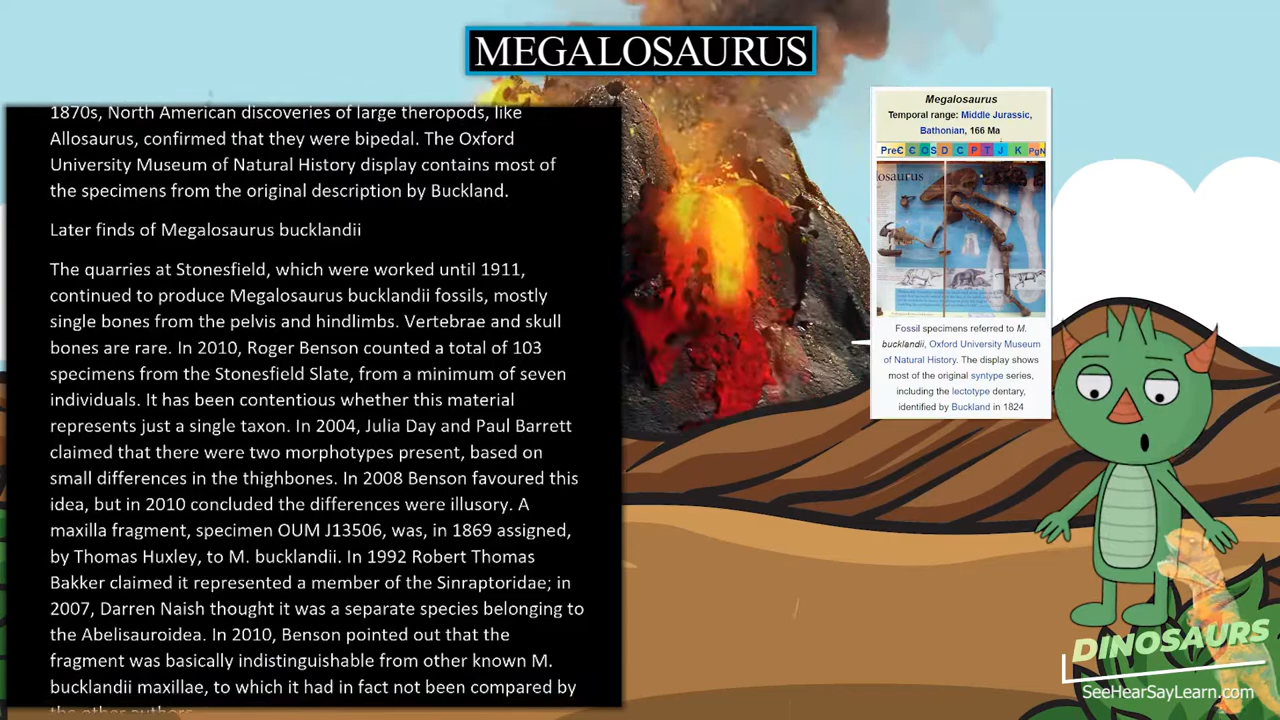 MEGALOSAURUS
1870s, North American discoveries of large theropods, like
Allosaurus, confirmed that they were bipedal. The Oxford
University Museum of Natural History display contains most of
the specimens from the original description by Buckland.
Later finds of Megalosaurus bucklandii
The quarries at Stonesfield, which were worked until 1911,
continued to produce Megalosaurus bucklandii fossils, mostly
single bones from the pelvis and hindlimbs. Vertebrae and skull
bones are rare. In 2010, Roger Benson counted a total of 103
specimens from the Stonesfield Slate, from a minimum of seven
individuals. It has been contentious whether this material
represents just a single taxon. In 2004, Julia Day and Paul Barrett
claimed that there were two morphotypes present, based on
small differences in the thighbones. In 2008 Benson favoured this
idea, but in 2010 concluded the differences were illusory. A
maxilla fragment, specimen OUM J13506, was, in 1869 assigned,
by Thomas Huxley, to M. bucklandii. In 1992 Robert Thomas
Bakker claimed it represented a member of the Sinraptoridae; in
2007, Darren Naish thought it was a separate species belonging to
the Abelisauroidea. In 2010, Benson pointed out that the
fragment was basically indistinguishable from other known M.
bucklandii maxillae, to which it had in fact not been compared by
the other authors.
Megalosaurus
Temporal range: Middle Jurassic,
Bathonian, 166 Ma
PreЄ Є O S D C P T J K PgN
osaurus
Fossil specimens referred to M.
bucklandii, Oxford University Museum
of Natural History. The display shows
most of the original syntype series,
including the lectotype dentary,
identified by Buckland in 1824
DINOSAURS
SeeHearSayLearn.com